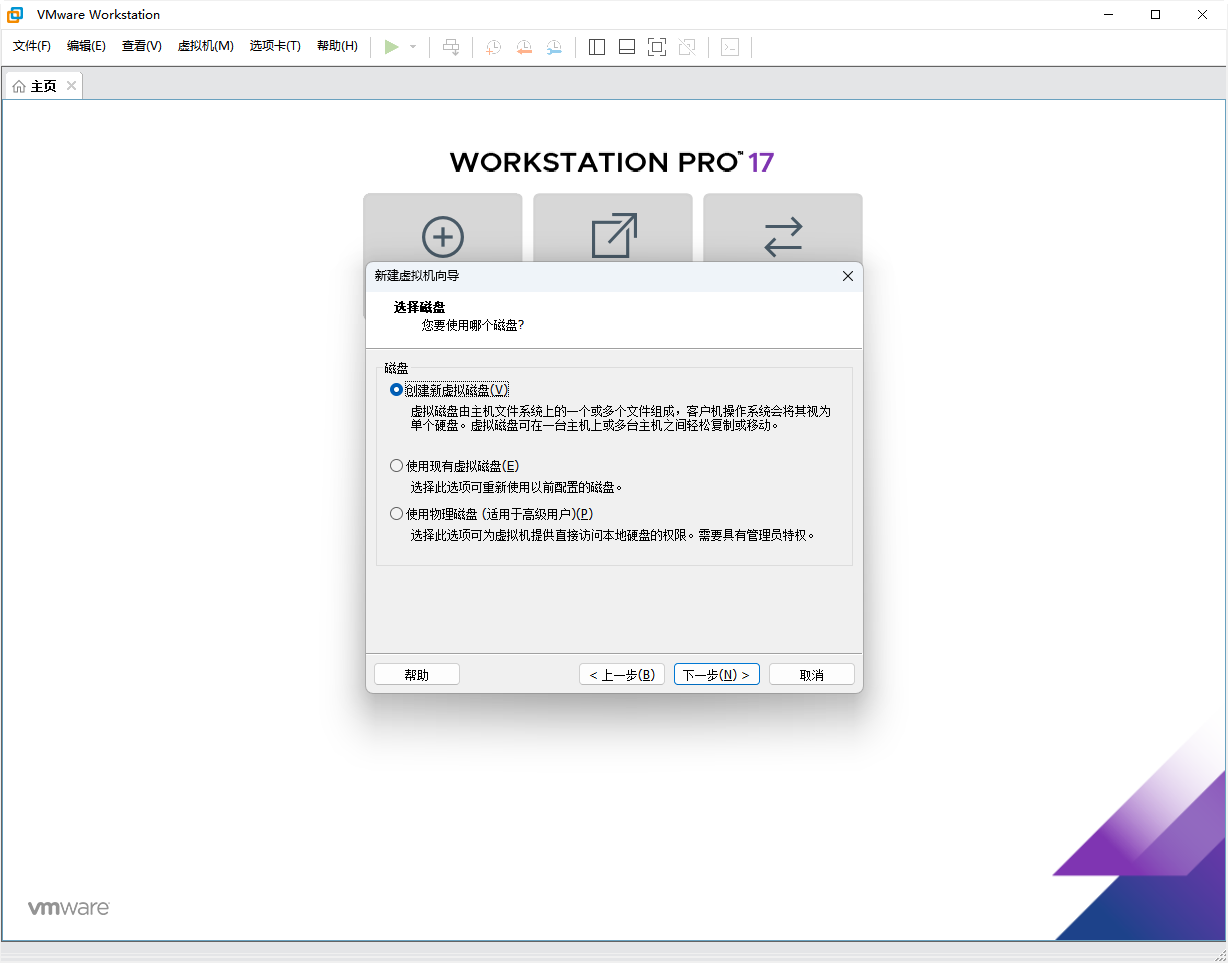 VMware Workstation
文件(F) 编辑(E) 查看(V) 虚拟机(M) 选项卡(T) 帮助(H)
主页
WORKSTATION PRO™ 17
新建虚拟机向导
选择磁盘
您要使用哪个磁盘?
磁盘
创建新虚拟磁盘(V)
虚拟磁盘由主机文件系统上的一个或多个文件组成，客户机操作系统会将其视为
单个硬盘。虚拟磁盘可在一台主机上或多台主机之间轻松复制或移动。
使用现有虚拟磁盘(E)
选择此选项可重新使用以前配置的磁盘。
使用物理磁盘 (适用于高级用户)(P)
选择此选项可为虚拟机提供直接访问本地硬盘的权限。需要具有管理员特权。
帮助 < 上一步(B) 下一步(N) > 取消
vmware